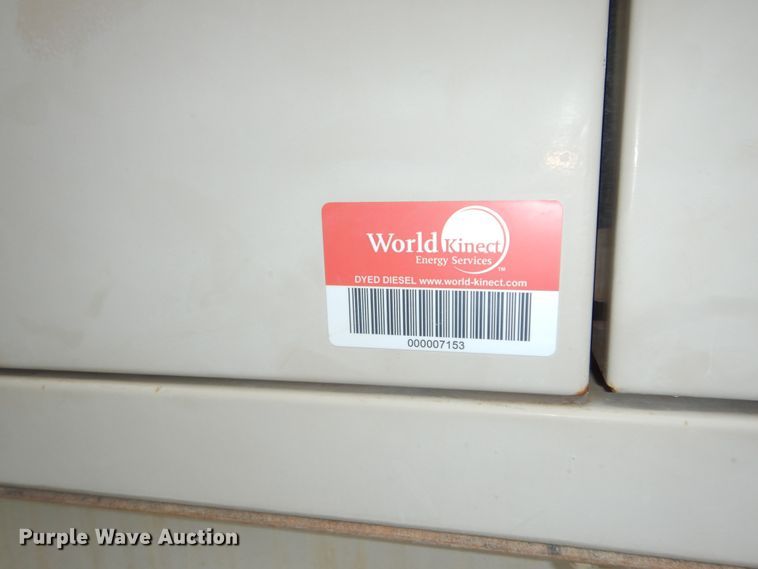 World Kinect
Energy Services
TM
DYED DIESEL www.world-kinect.com
000007153
Purple Wave Auction